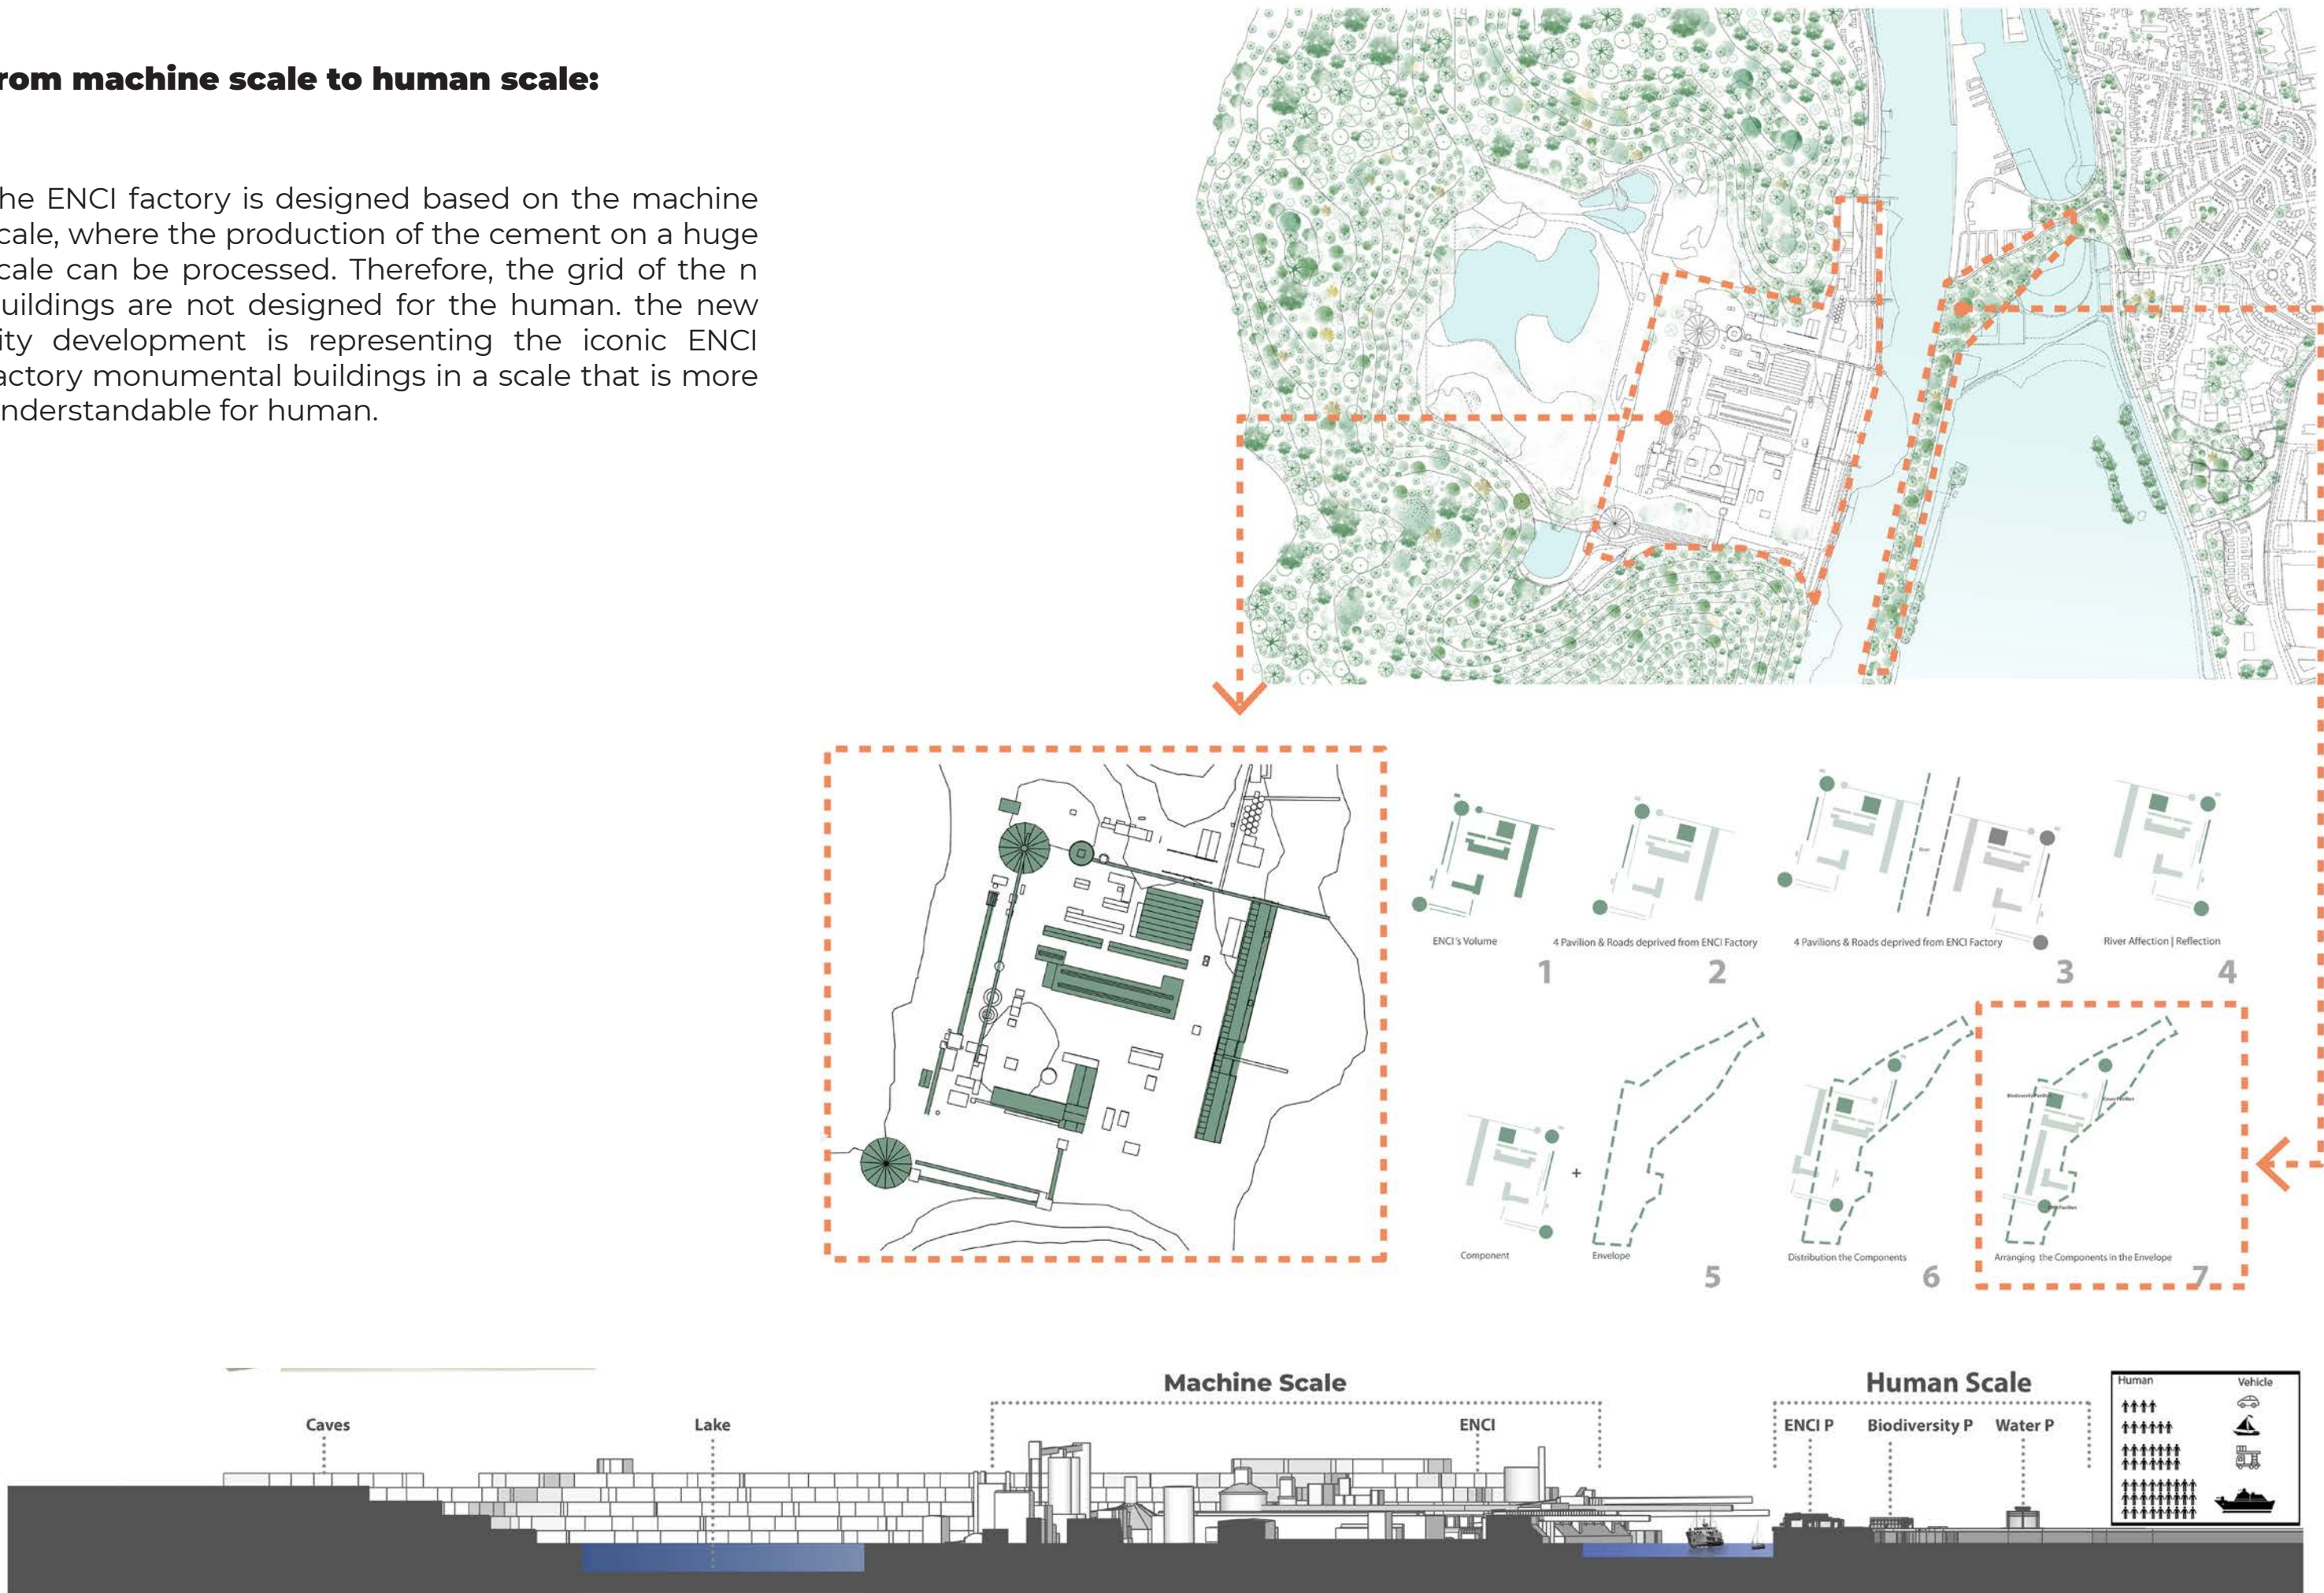 rom machine scale to human scale:
he ENCI factory is designed based on the machine
cale, where the production of the cement on a huge
cale can be processed. Therefore, the grid of the n
uildings are not designed for the human. the new
ity development is representing the iconic ENCI
actory monumental buildings in a scale that is more
nderstandable for human.
ENCI's Volume
1
4 Pavilion & Roads deprived from ENCI Factory
2
4 Pavilions & Roads deprived from ENCI Factory
3
River Affection | Reflection
4
+
Component
Envelope
5
Distribution the Components
6
Arranging the Components in the Envelope
7
Machine Scale
Human Scale
Caves
Lake
ENCI
ENCI P
Biodiversity P
Water P
Human
Vehicle